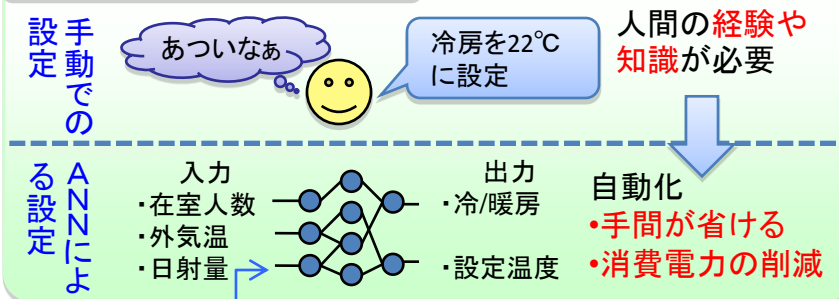 手動での
設定
あついなぁ
冷房を22℃
に設定
人間の経験や
知識が必要
ANNによ
る設定
入力
・在室人数
・外気温
・日射量
出力
・冷/暖房
・設定温度
自動化
•手間が省ける
•消費電力の削減